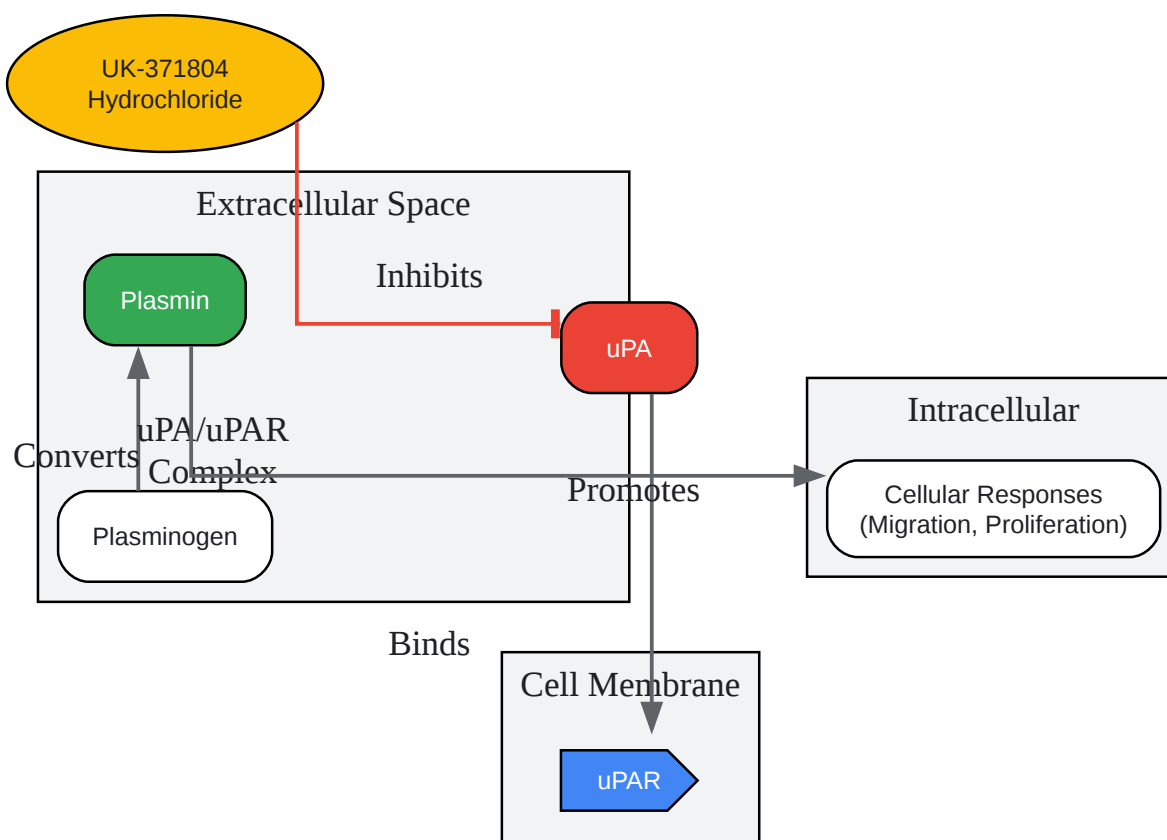 UK-371804
Hydrochloride
Extracellular Space
Inhibits
Plasmin
uPA
Intracellular
uPA/uPAR
Converts
Complex
Promotes
Cellular Responses
(Migration, Proliferation)
Plasminogen
Binds
Cell Membrane
uPAR